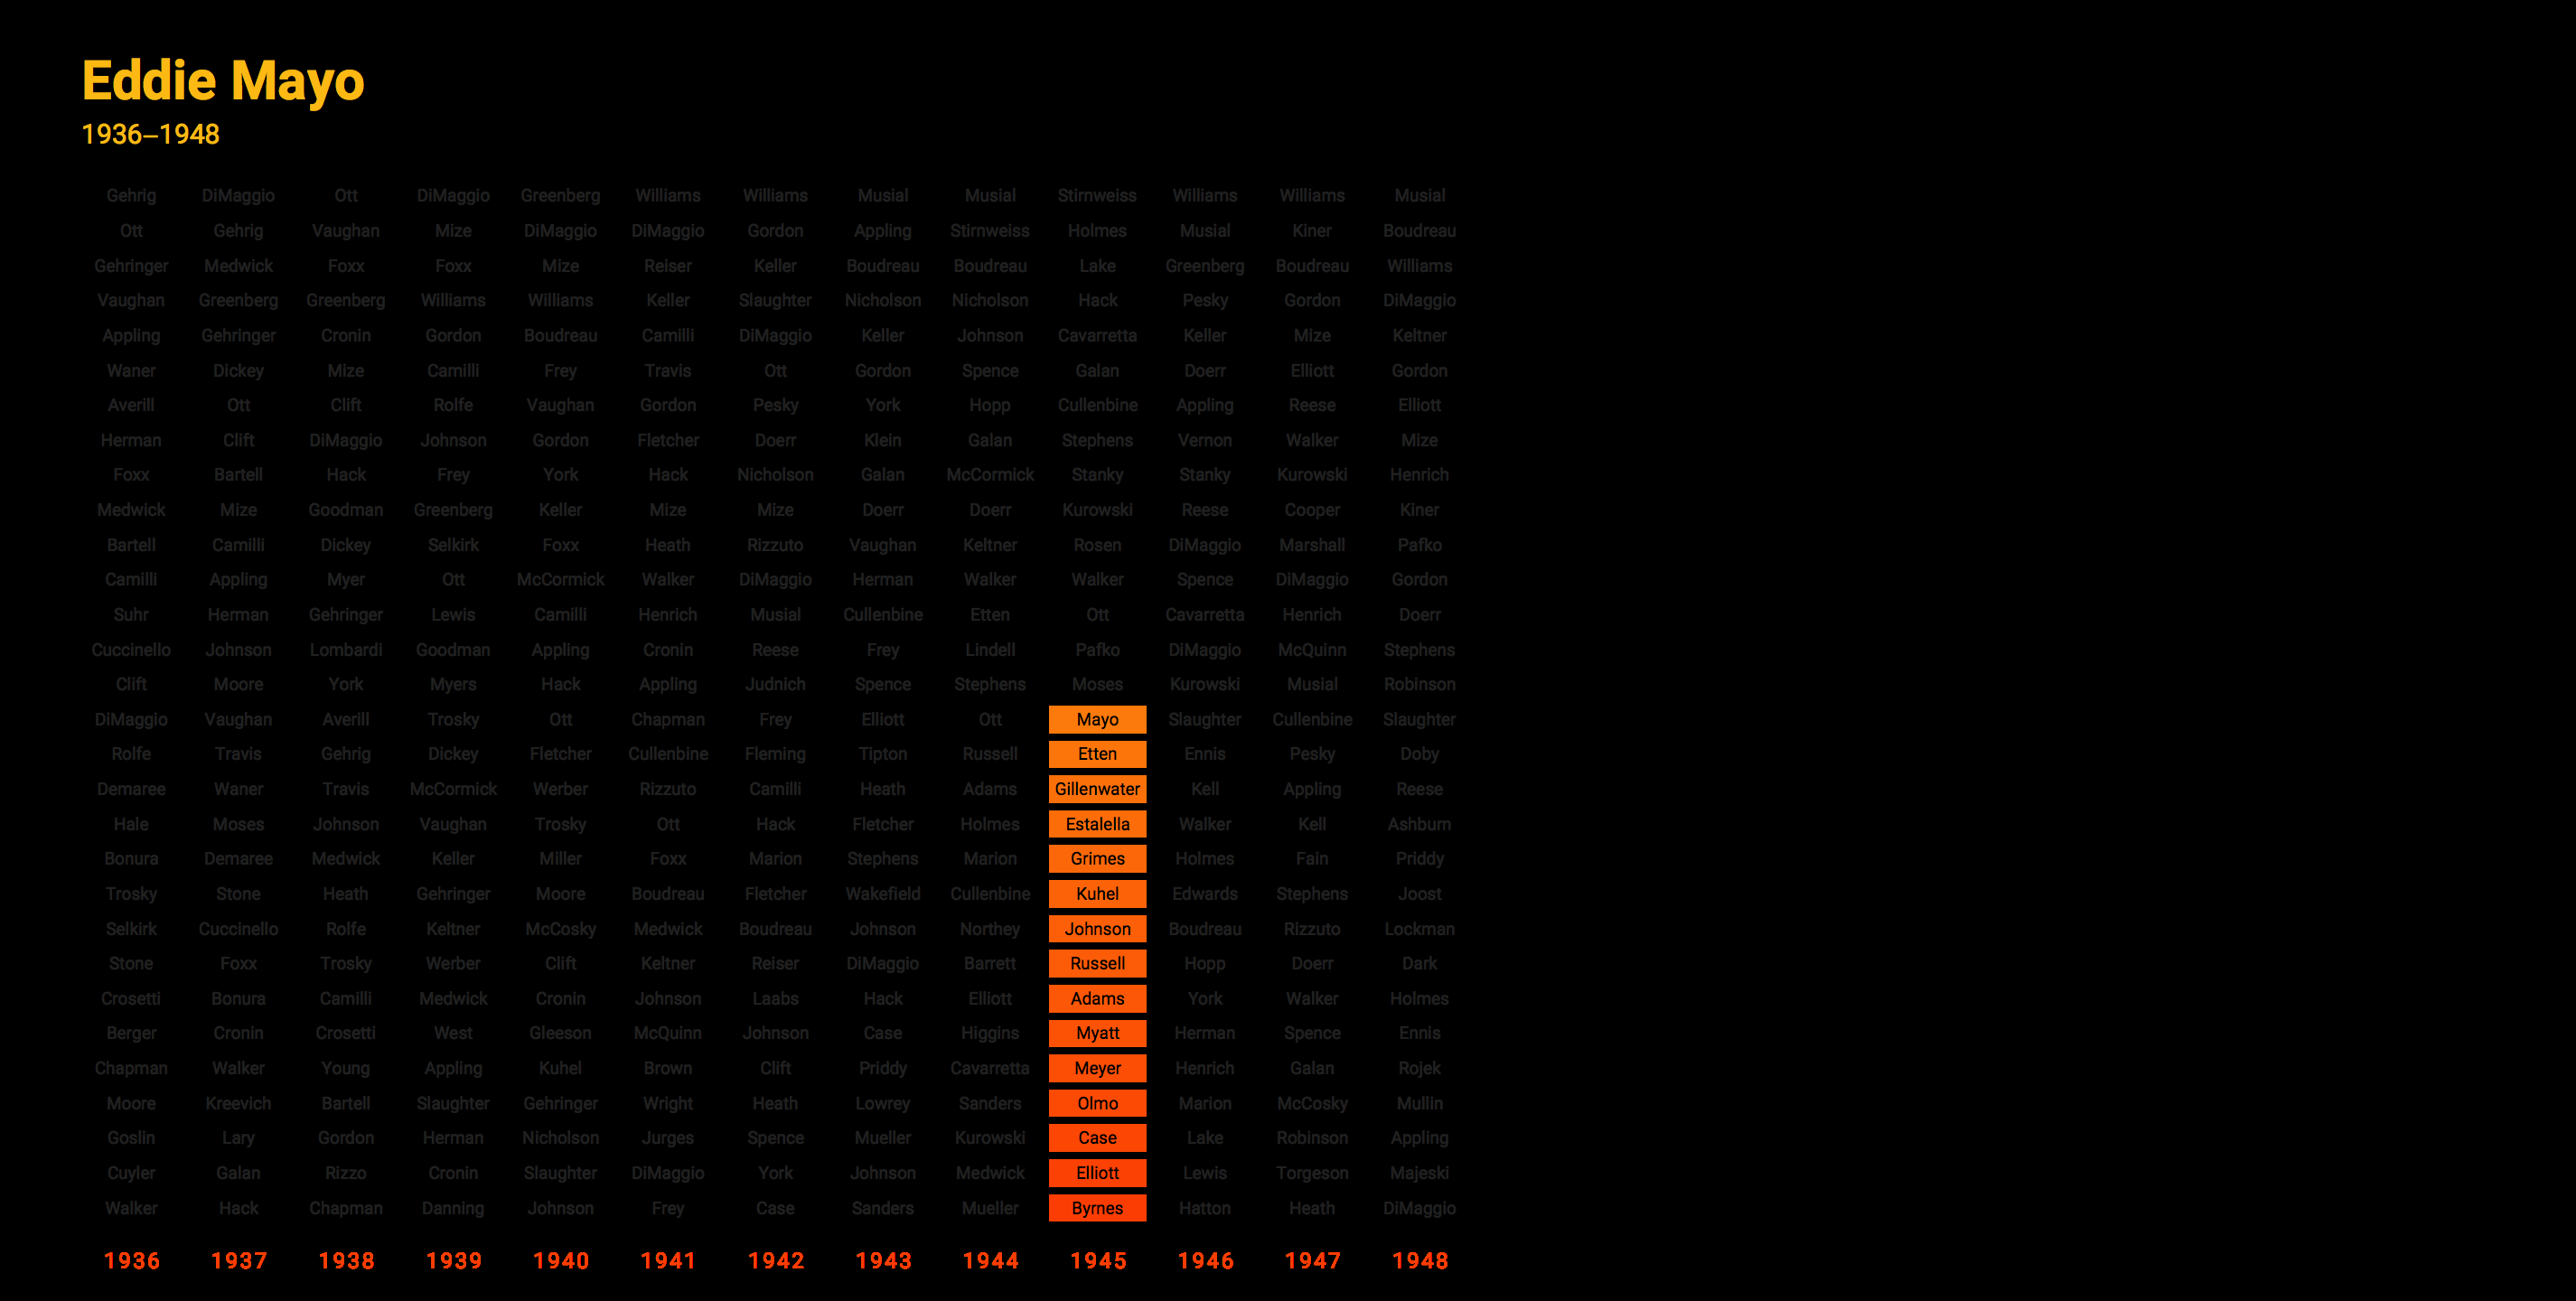 Eddie Mayo
1936–1948
Gehrig DiMaggio Ott DiMaggio Greenberg Williams Williams Musial Musial Stirnweiss Williams Williams Musial
Ott Gehrig Vaughan Mize DiMaggio DiMaggio Gordon Appling Stirnweiss Holmes Musial Kiner Boudreau
Gehringer Medwick Foxx Foxx Mize Reiser Keller Boudreau Boudreau Lake Greenberg Boudreau Williams
Vaughan Greenberg Greenberg Williams Williams Keller Slaughter Nicholson Nicholson Hack Pesky Gordon DiMaggio
Appling Gehringer Cronin Gordon Boudreau Camilli DiMaggio Keller Johnson Cavarretta Keller Mize Keltner
Waner Dickey Mize Camilli Frey Travis Ott Gordon Spence Galan Doerr Elliott Gordon
Averill Ott Clift Rolfe Vaughan Gordon Pesky York Hopp Cullenbine Appling Reese Elliott
Herman Clift DiMaggio Johnson Gordon Fletcher Doerr Klein Galan Stephens Vernon Walker Mize
Foxx Bartell Hack Frey York Hack Nicholson Galan McCormick Stanky Stanky Kurowski Henrich
Medwick Mize Goodman Greenberg Keller Mize Mize Doerr Doerr Kurowski Reese Cooper Kiner
Bartell Camilli Dickey Selkirk Foxx Heath Rizzuto Vaughan Keltner Rosen DiMaggio Marshall Pafko
Camilli Appling Myer Ott McCormick Walker DiMaggio Herman Walker Walker Spence DiMaggio Gordon
Suhr Herman Gehringer Lewis Camilli Henrich Musial Cullenbine Etten Ott Cavarretta Henrich Doerr
Cuccinello Johnson Lombardi Goodman Appling Cronin Reese Frey Lindell Pafko DiMaggio McQuinn Stephens
Clift Moore York Myers Hack Appling Judnich Spence Stephens Moses Kurowski Musial Robinson
DiMaggio Vaughan Averill Trosky Ott Chapman Frey Elliott Ott Mayo Slaughter Cullenbine Slaughter
Rolfe Travis Gehrig Dickey Fletcher Cullenbine Fleming Tipton Russell Etten Ennis Pesky Doby
Demaree Waner Travis McCormick Werber Rizzuto Camilli Heath Adams Gillenwater Kell Appling Reese
Hale Moses Johnson Vaughan Trosky Ott Hack Fletcher Holmes Estalella Walker Kell Ashburn
Bonura Demaree Medwick Keller Miller Foxx Marion Stephens Marion Grimes Holmes Fain Priddy
Trosky Stone Heath Gehringer Moore Boudreau Fletcher Wakefield Cullenbine Kuhel Edwards Stephens Joost
Selkirk Cuccinello Rolfe Keltner McCosky Medwick Boudreau Johnson Northey Johnson Boudreau Rizzuto Lockman
Stone Foxx Trosky Werber Clift Keltner Reiser DiMaggio Barrett Russell Hopp Doerr Dark
Crosetti Bonura Camilli Medwick Cronin Johnson Laabs Hack Elliott Adams York Walker Holmes
Berger Cronin Crosetti West Gleeson McQuinn Johnson Case Higgins Myatt Herman Spence Ennis
Chapman Walker Young Appling Kuhel Brown Clift Priddy Cavarretta Meyer Henrich Galan Rojek
Moore Kreevich Bartell Slaughter Gehringer Wright Heath Lowrey Sanders Olmo Marion McCosky Mullin
Goslin Lary Gordon Herman Nicholson Jurges Spence Mueller Kurowski Case Lake Robinson Appling
Cuyler Galan Rizzo Cronin Slaughter DiMaggio York Johnson Medwick Elliott Lewis Torgeson Majeski
Walker Hack Chapman Danning Johnson Frey Case Sanders Mueller Byrnes Hatton Heath DiMaggio
1936 1937 1938 1939 1940 1941 1942 1943 1944 1945 1946 1947 1948